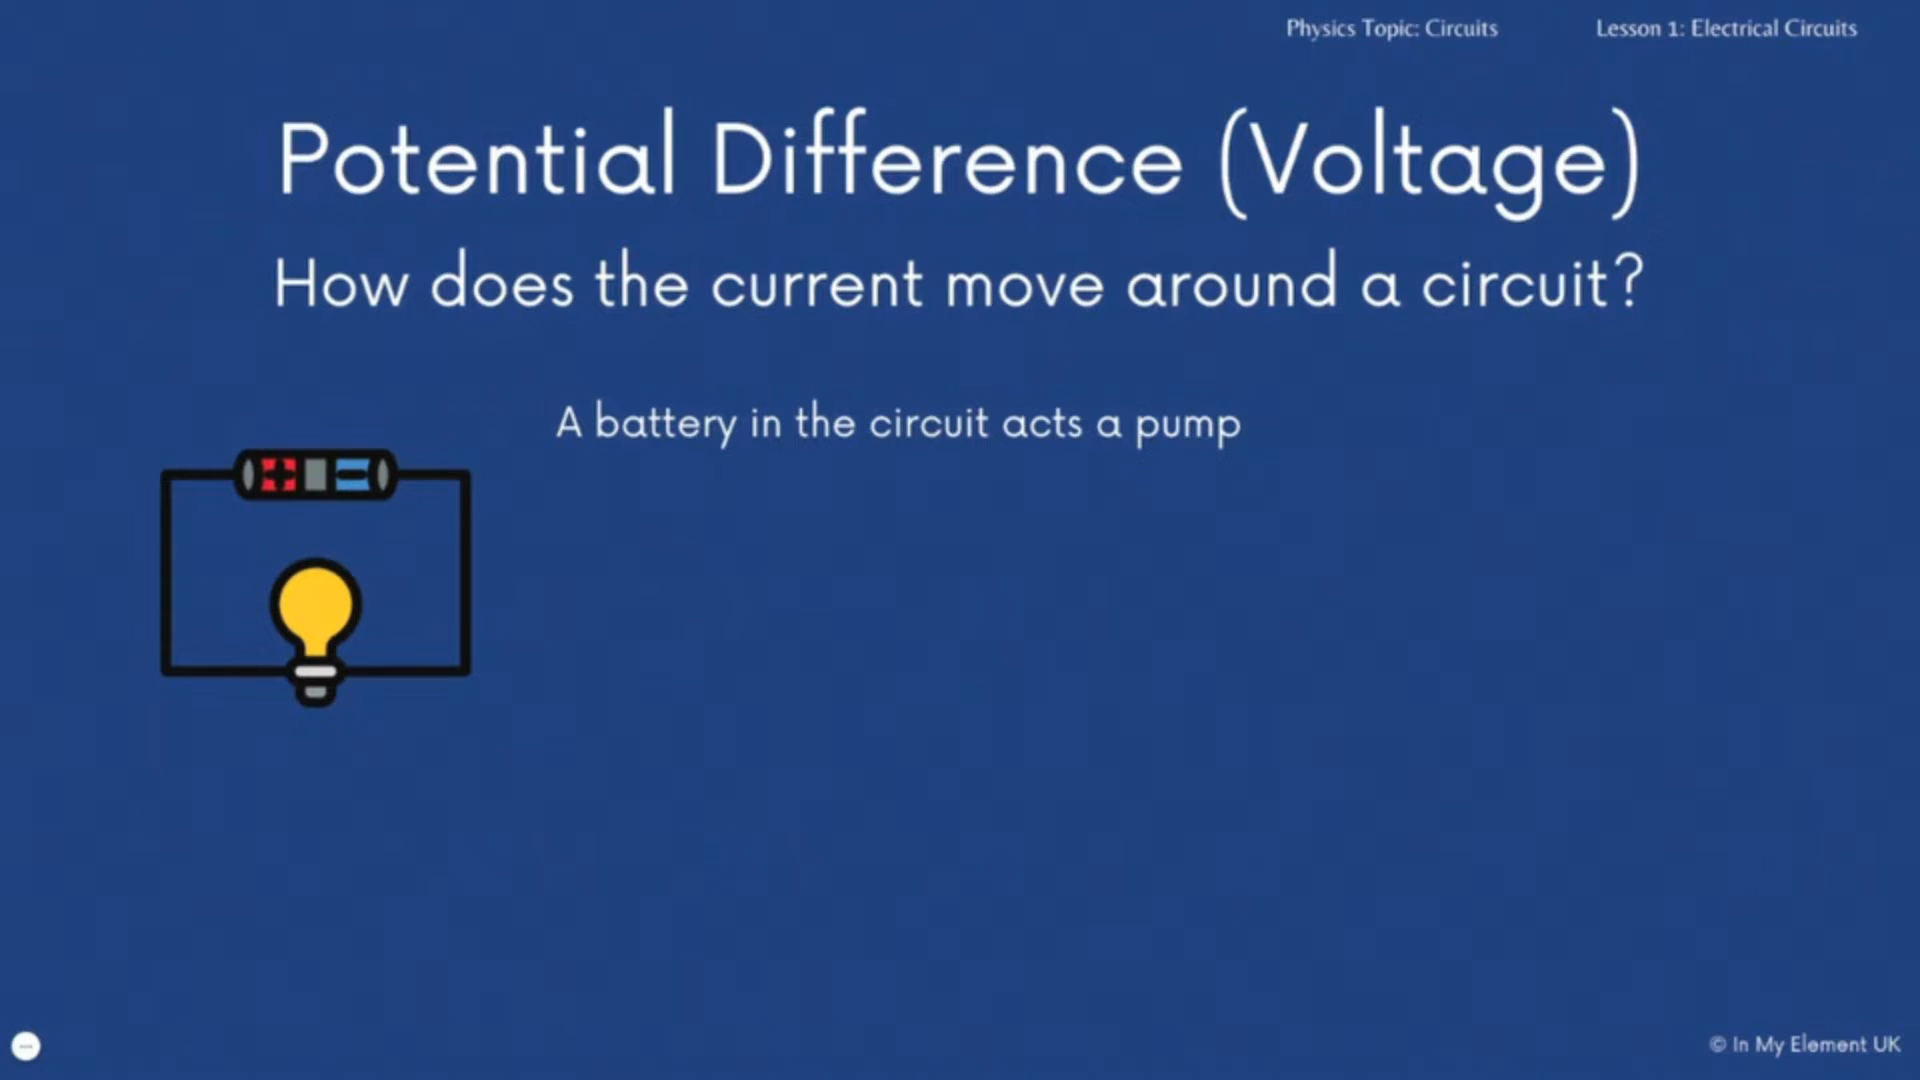 Physics Topic: Circuits
Lesson 1: Electrical Circuits
Potential Difference (Voltage)
How does the current move around a circuit?
A battery in the circuit acts a pump
© In My Element UK